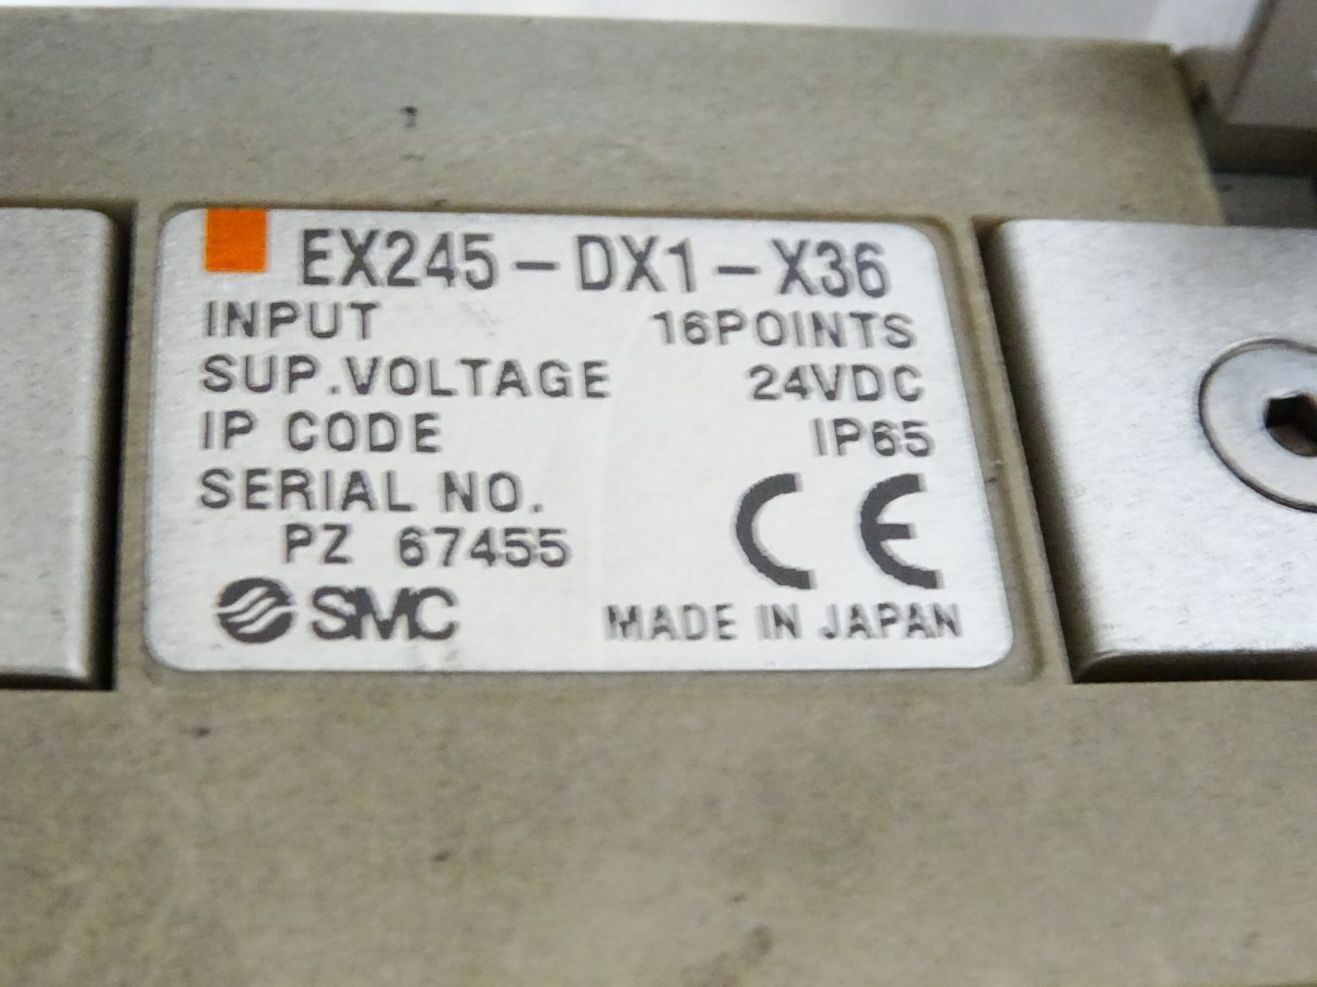 EX245-DX1-X36
INPUT 16POINTS
SUP.VOLTAGE 24VDC
IP CODE IP65
SERIAL NO.
PZ 67455
CE
SMC MADE IN JAPAN